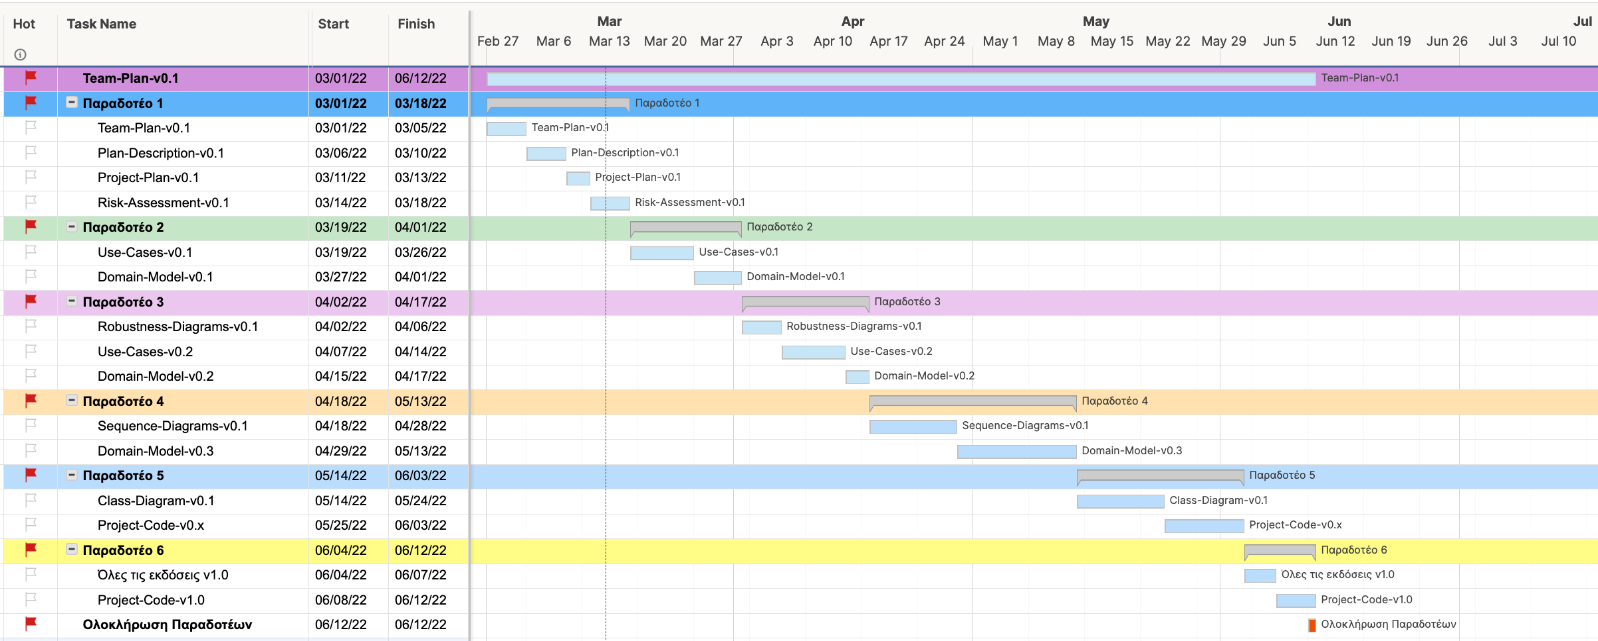 Hot Task Name Start Finish Mar Apr May Jun Jul
Feb 27 Mar 6 Mar 13 Mar 20 Mar 27 Apr 3 Apr 10 Apr 17 Apr 24 May 1 May 8 May 15 May 22 May 29 Jun 5 Jun 12 Jun 19 Jun 26 Jul 3 Jul 10
Team-Plan-v0.1 03/01/22 06/12/22 Team-Plan-v0.1
Παραδοτέο 1 03/01/22 03/18/22 Παραδοτέο 1
Team-Plan-v0.1 03/01/22 03/05/22 Team-Plan-v0.1
Plan-Description-v0.1 03/06/22 03/10/22 Plan-Description-v0.1
Project-Plan-v0.1 03/11/22 03/13/22 Project-Plan-v0.1
Risk-Assessment-v0.1 03/14/22 03/18/22 Risk-Assessment-v0.1
Παραδοτέο 2 03/19/22 04/01/22 Παραδοτέο 2
Use-Cases-v0.1 03/19/22 03/26/22 Use-Cases-v0.1
Domain-Model-v0.1 03/27/22 04/01/22 Domain-Model-v0.1
Παραδοτέο 3 04/02/22 04/17/22 Παραδοτέο 3
Robustness-Diagrams-v0.1 04/02/22 04/06/22 Robustness-Diagrams-v0.1
Use-Cases-v0.2 04/07/22 04/14/22 Use-Cases-v0.2
Domain-Model-v0.2 04/15/22 04/17/22 Domain-Model-v0.2
Παραδοτέο 4 04/18/22 05/13/22 Παραδοτέο 4
Sequence-Diagrams-v0.1 04/18/22 04/28/22 Sequence-Diagrams-v0.1
Domain-Model-v0.3 04/29/22 05/13/22 Domain-Model-v0.3
Παραδοτέο 5 05/14/22 06/03/22 Παραδοτέο 5
Class-Diagram-v0.1 05/14/22 05/24/22 Class-Diagram-v0.1
Project-Code-v0.x 05/25/22 06/03/22 Project-Code-v0.x
Παραδοτέο 6 06/04/22 06/12/22 Παραδοτέο 6
Όλες τις εκδόσεις v1.0 06/04/22 06/07/22 Όλες τις εκδόσεις v1.0
Project-Code-v1.0 06/08/22 06/12/22 Project-Code-v1.0
Ολοκλήρωση Παραδοτέων 06/12/22 06/12/22 Ολοκλήρωση Παραδοτέων